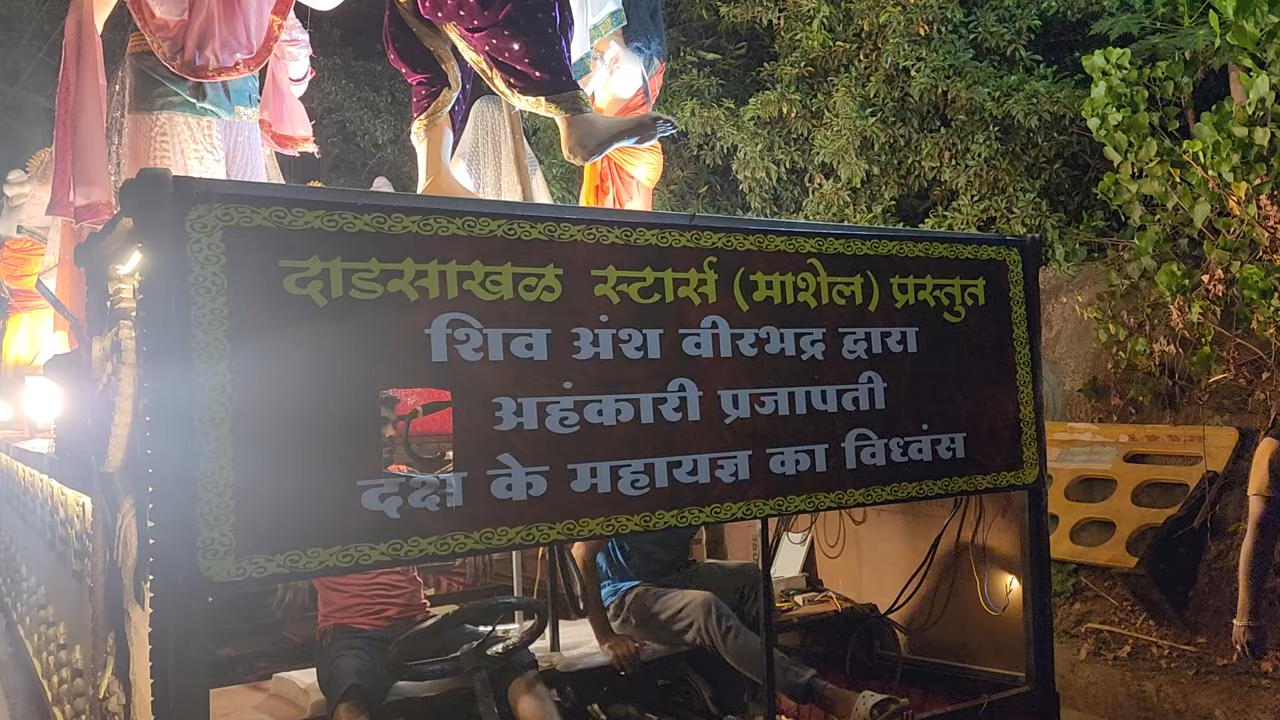 दाडसाखळ स्टार्स (माशेल) प्रस्तुत
शिव अंश वीरभद्र द्वारा
अहंकारी प्रजापती
दक्ष के महायज्ञ का विध्वंस